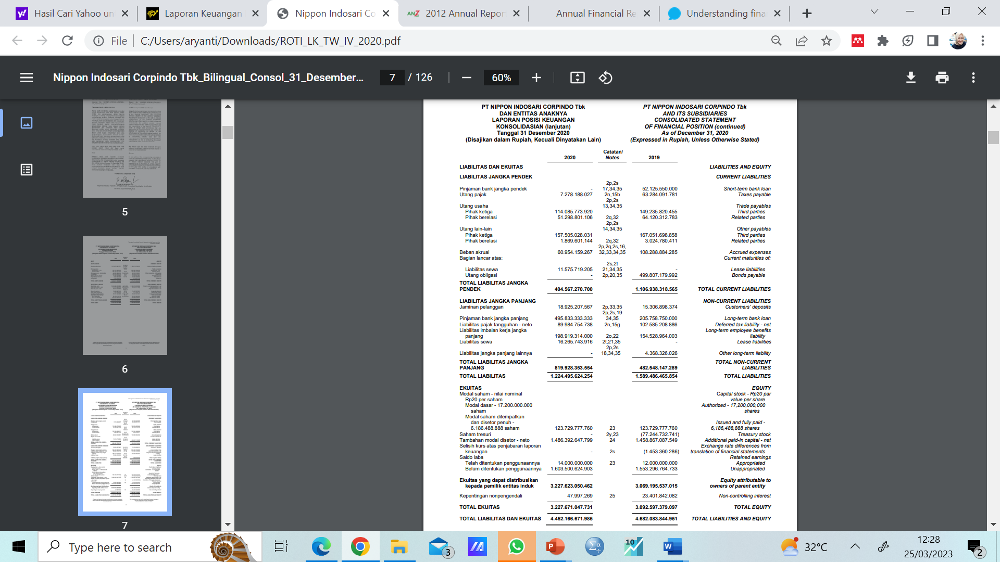 Hasil Cari Yahoo un
Laporan Keuangan
Nippon Indosari Co
ANZ 2012 Annual Repor
Annual Financial Re
Understanding fina
File C:/Users/aryanti/Downloads/ROTI_LK_TW_IV_2020.pdf
Nippon Indosari Corpindo Tbk_Bilingual_Consol_31_Desember...
7 / 126
60%
5
6
7
PT NIPPON INDOSARI CORPINDO Tbk PT NIPPON INDOSARI CORPINDO Tbk
DAN ENTITAS ANAKNYA AND ITS SUBSIDIARIES
LAPORAN POSISI KEUANGAN CONSOLIDATED STATEMENT
KONSOLIDASIAN (lanjutan) OF FINANCIAL POSITION (continued)
Tanggal 31 Desember 2020 As of December 31, 2020
(Disajikan dalam Rupiah, Kecuali Dinyatakan Lain) (Expressed in Rupiah, Unless Otherwise Stated)
Catatan/
2020 Notes 2019
LIABILITAS DAN EKUITAS LIABILITIES AND EQUITY
LIABILITAS JANGKA PENDEK CURRENT LIABILITIES
2p,2s
Pinjaman bank jangka pendek - 17,34,35 52.125.550.000 Short-term bank loan
Utang pajak 7.278.188.027 2n,15b 63.284.091.781 Taxes payable
2p,2s
Utang usaha 13,34,35 Trade payables
Pihak ketiga 114.085.773.920 149.235.820.455 Third parties
Pihak berelasi 51.298.801.106 2q,32 64.120.312.783 Related parties
2p,2s
Utang lain-lain 14,34,35 Other payables
Pihak ketiga 157.505.028.031 167.051.698.858 Third parties
Pihak berelasi 1.869.601.144 2q,32 3.024.780.411 Related parties
2p,2q,2s,16,
Beban akrual 60.954.159.267 32,33,34,35 108.288.884.285 Accrued expenses
Bagian lancar atas: Current maturities of:
2s,2t
Liabilitas sewa 11.575.719.205 21,34,35 - Lease liabilities
Utang obligasi - 2p,20,35 499.807.179.992 Bonds payable
TOTAL LIABILITAS JANGKA
PENDEK 404.567.270.700 1.106.938.318.565 TOTAL CURRENT LIABILITIES
LIABILITAS JANGKA PANJANG NON-CURRENT LIABILITIES
Jaminan pelanggan 18.925.207.567 2p,33,35 15.306.898.374 Customers' deposits
2p,2s,19
Pinjaman bank jangka panjang 495.833.333.333 34,35 205.758.750.000 Long-term bank loan
Liabilitas pajak tangguhan - neto 89.984.754.738 2n,15g 102.585.208.886 Deferred tax liability - net
Liabilitas imbalan kerja jangka Long-term employee benefits
panjang 198.919.314.000 2o,22 154.528.964.003 liability
Liabilitas sewa 16.265.743.916 2t,21,35 - Lease liabilities
2p,2s
Liabilitas jangka panjang lainnya - 18,34,35 4.368.326.026 Other long-term liability
TOTAL LIABILITAS JANGKA TOTAL NON-CURRENT
PANJANG 819.928.353.554 482.548.147.289 LIABILITIES
TOTAL LIABILITAS 1.224.495.624.254 1.589.486.465.854 TOTAL LIABILITIES
EKUITAS EQUITY
Modal saham - nilai nominal Capital stock - Rp20 par
Rp20 per saham value per share
Modal dasar - 17.200.000.000 Authorized - 17,200,000,000
saham shares
Modal saham ditempatkan
dan disetor penuh - Issued and fully paid -
6.186.488.888 saham 123.729.777.760 23 123.729.777.760 6,186,488,888 shares
Saham tresuri - 2y,23 (77.244.732.741) Treasury stock
Tambahan modal disetor - neto 1.486.392.647.799 24 1.458.867.087.549 Additional paid-in capital - net
Selisih kurs atas penjabaran laporan Exchange rate differences from
keuangan - 2s (1.453.360.286) translation of financial statements
Saldo laba Retained earnings
Telah ditentukan penggunaannya 14.000.000.000 23 12.000.000.000 Appropriated
Belum ditentukan penggunaannya 1.603.500.624.903 1.553.296.764.733 Unappropriated
Ekuitas yang dapat diatribusikan Equity attributable to
kepada pemilik entitas induk 3.227.623.050.462 3.069.195.537.015 owners of parent entity
Kepentingan nonpengendali 47.997.269 25 23.401.842.082 Non-controlling interest
TOTAL EKUITAS 3.227.671.047.731 3.092.597.379.097 TOTAL EQUITY
TOTAL LIABILITAS DAN EKUITAS 4.452.166.671.985 4.682.083.844.951 TOTAL LIABILITIES AND EQUITY
Type here to search
3
10
32°C
12:28
25/03/2023
2